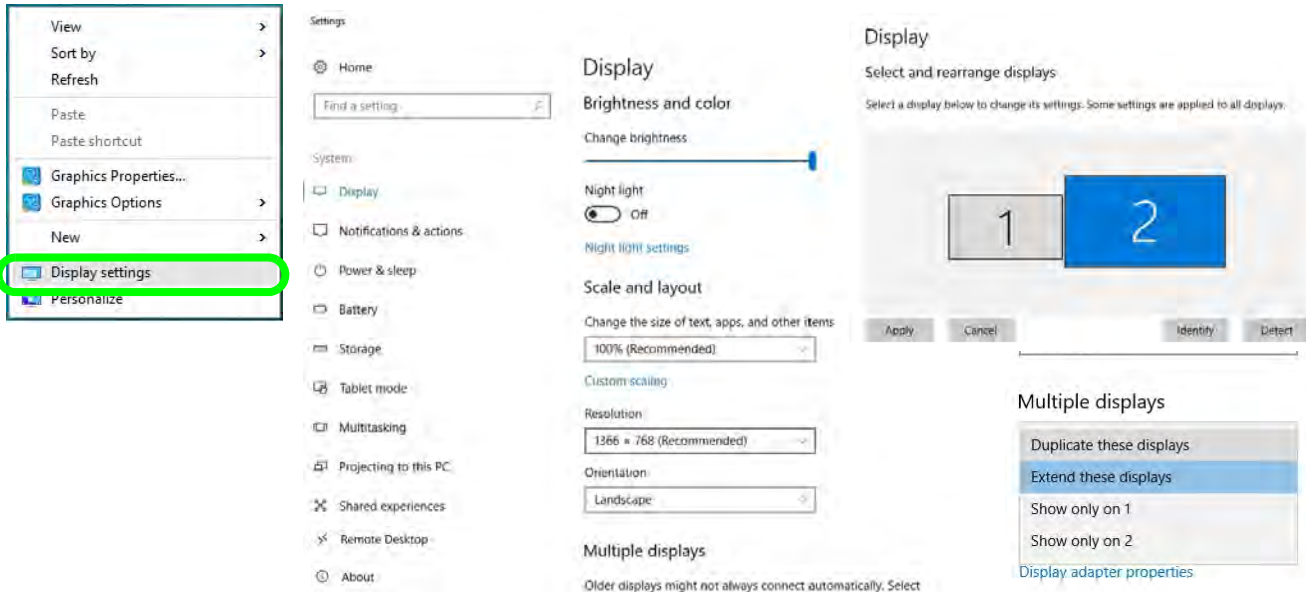 View
Sort by
Refresh
Paste
Paste shortcut
Graphics Properties...
Graphics Options
New
Display settings
Personalize
Settings
Home
Find a setting
System
Display
Notifications & actions
Power & sleep
Battery
Storage
Tablet mode
Multitasking
Projecting to this PC
Shared experiences
Remote Desktop
About
Display
Brightness and color
Change brightness
Night light
Off
Night light settings
Scale and layout
Change the size of text, apps, and other items
100% (Recommended)
Custom scaling
Resolution
1366 × 768 (Recommended)
Orientation
Landscape
Multiple displays
Older displays might not always connect automatically. Select
Display
Select and rearrange displays
Select a display below to change its settings. Some settings are applied to all displays.
1
2
Apply
Cancel
Identify
Detect
Multiple displays
Duplicate these displays
Extend these displays
Show only on 1
Show only on 2
Display adapter properties